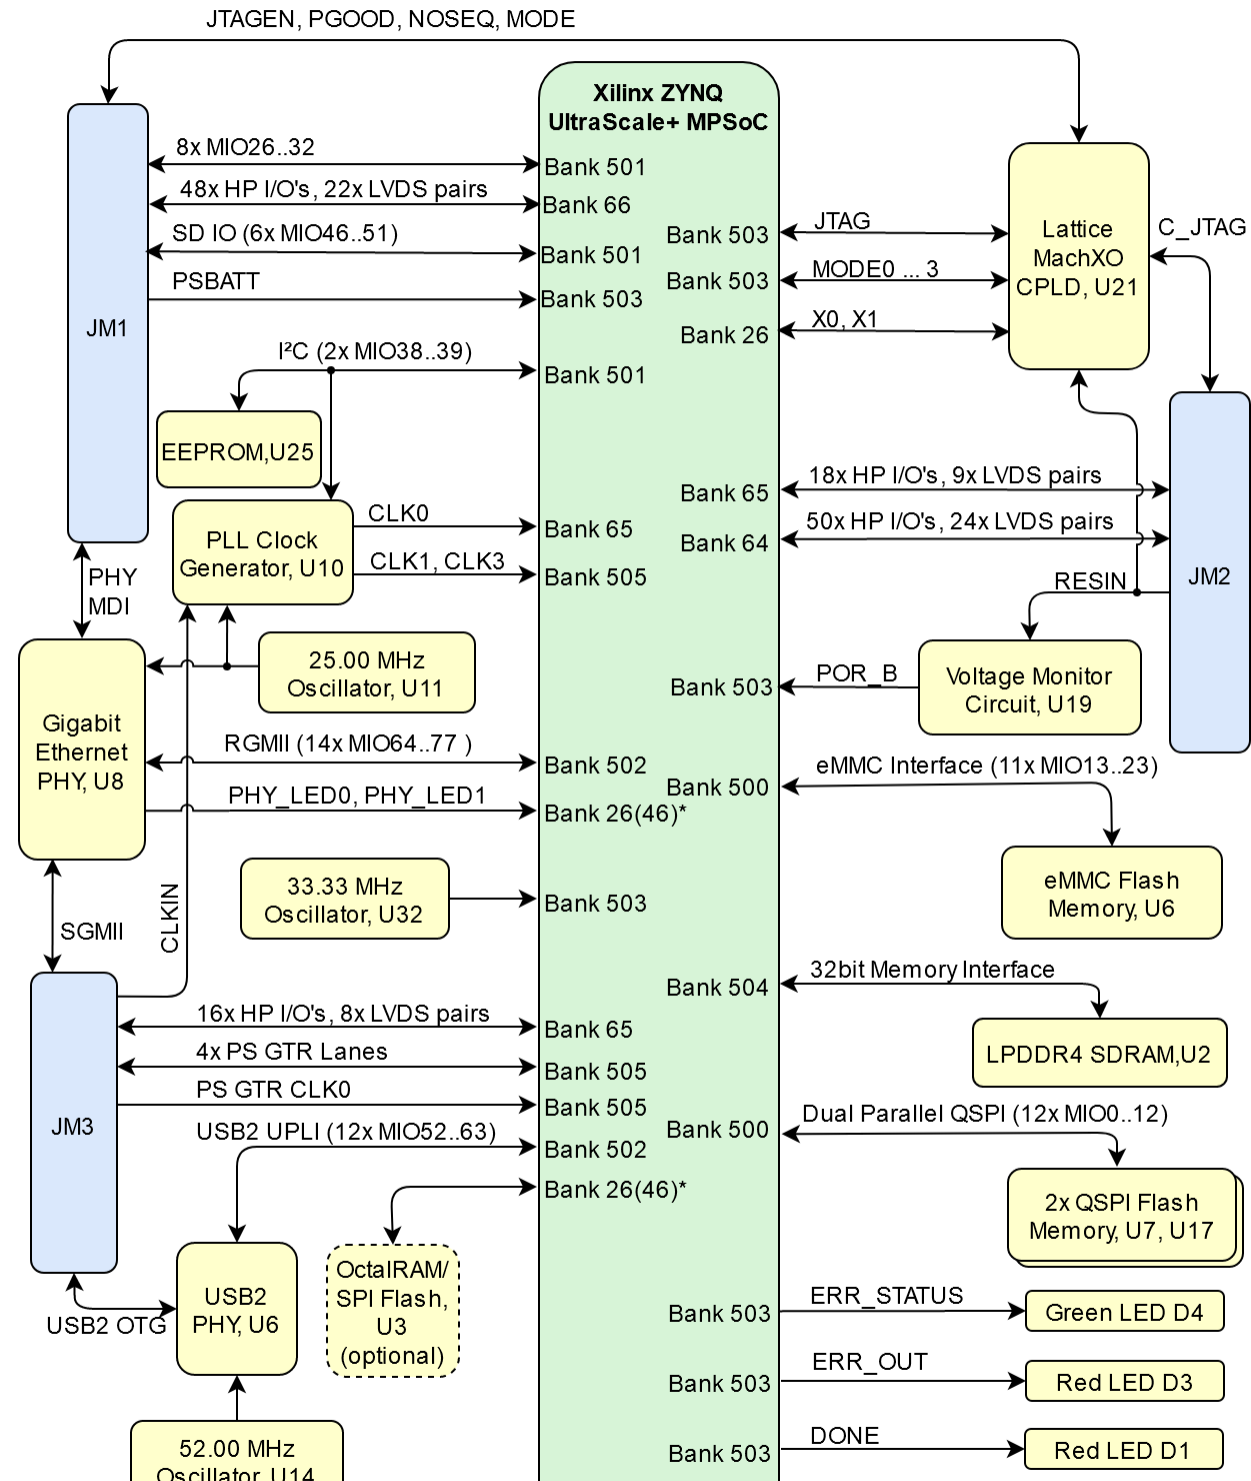 JTAGEN, PGOOD, NOSEQ, MODE
Xilinx ZYNQ
UltraScale+ MPSoC
JM1
8x MIO26..32
Bank 501
48x HP I/O's, 22x LVDS pairs
Bank 66
SD IO (6x MIO46..51)
Bank 501
PSBATT
Bank 503
I²C (2x MIO38..39)
Bank 501
EEPROM,U25
PLL Clock
Generator, U10
CLK0
Bank 65
CLK1, CLK3
Bank 505
PHY
MDI
25.00 MHz
Oscillator, U11
Gigabit
Ethernet
PHY, U8
RGMII (14x MIO64..77 )
Bank 502
PHY_LED0, PHY_LED1
Bank 26(46)*
33.33 MHz
Oscillator, U32
Bank 503
SGMII
CLKIN
JM3
16x HP I/O's, 8x LVDS pairs
Bank 65
4x PS GTR Lanes
Bank 505
PS GTR CLK0
Bank 505
USB2 UPLI (12x MIO52..63)
Bank 502
Bank 26(46)*
OctalRAM/
SPI Flash,
U3
(optional)
USB2
PHY, U6
USB2 OTG
52.00 MHz
Oscillator, U14
Bank 503
JTAG
Bank 503
MODE0 ... 3
Bank 26
X0, X1
Lattice
MachXO
CPLD, U21
C_JTAG
JM2
Bank 65
18x HP I/O's, 9x LVDS pairs
Bank 64
50x HP I/O's, 24x LVDS pairs
RESIN
Bank 503
POR_B
Voltage Monitor
Circuit, U19
Bank 500
eMMC Interface (11x MIO13..23)
eMMC Flash
Memory, U6
Bank 504
32bit Memory Interface
LPDDR4 SDRAM,U2
Bank 500
Dual Parallel QSPI (12x MIO0..12)
2x QSPI Flash
Memory, U7, U17
Bank 503
ERR_STATUS
Green LED D4
Bank 503
ERR_OUT
Red LED D3
Bank 503
DONE
Red LED D1